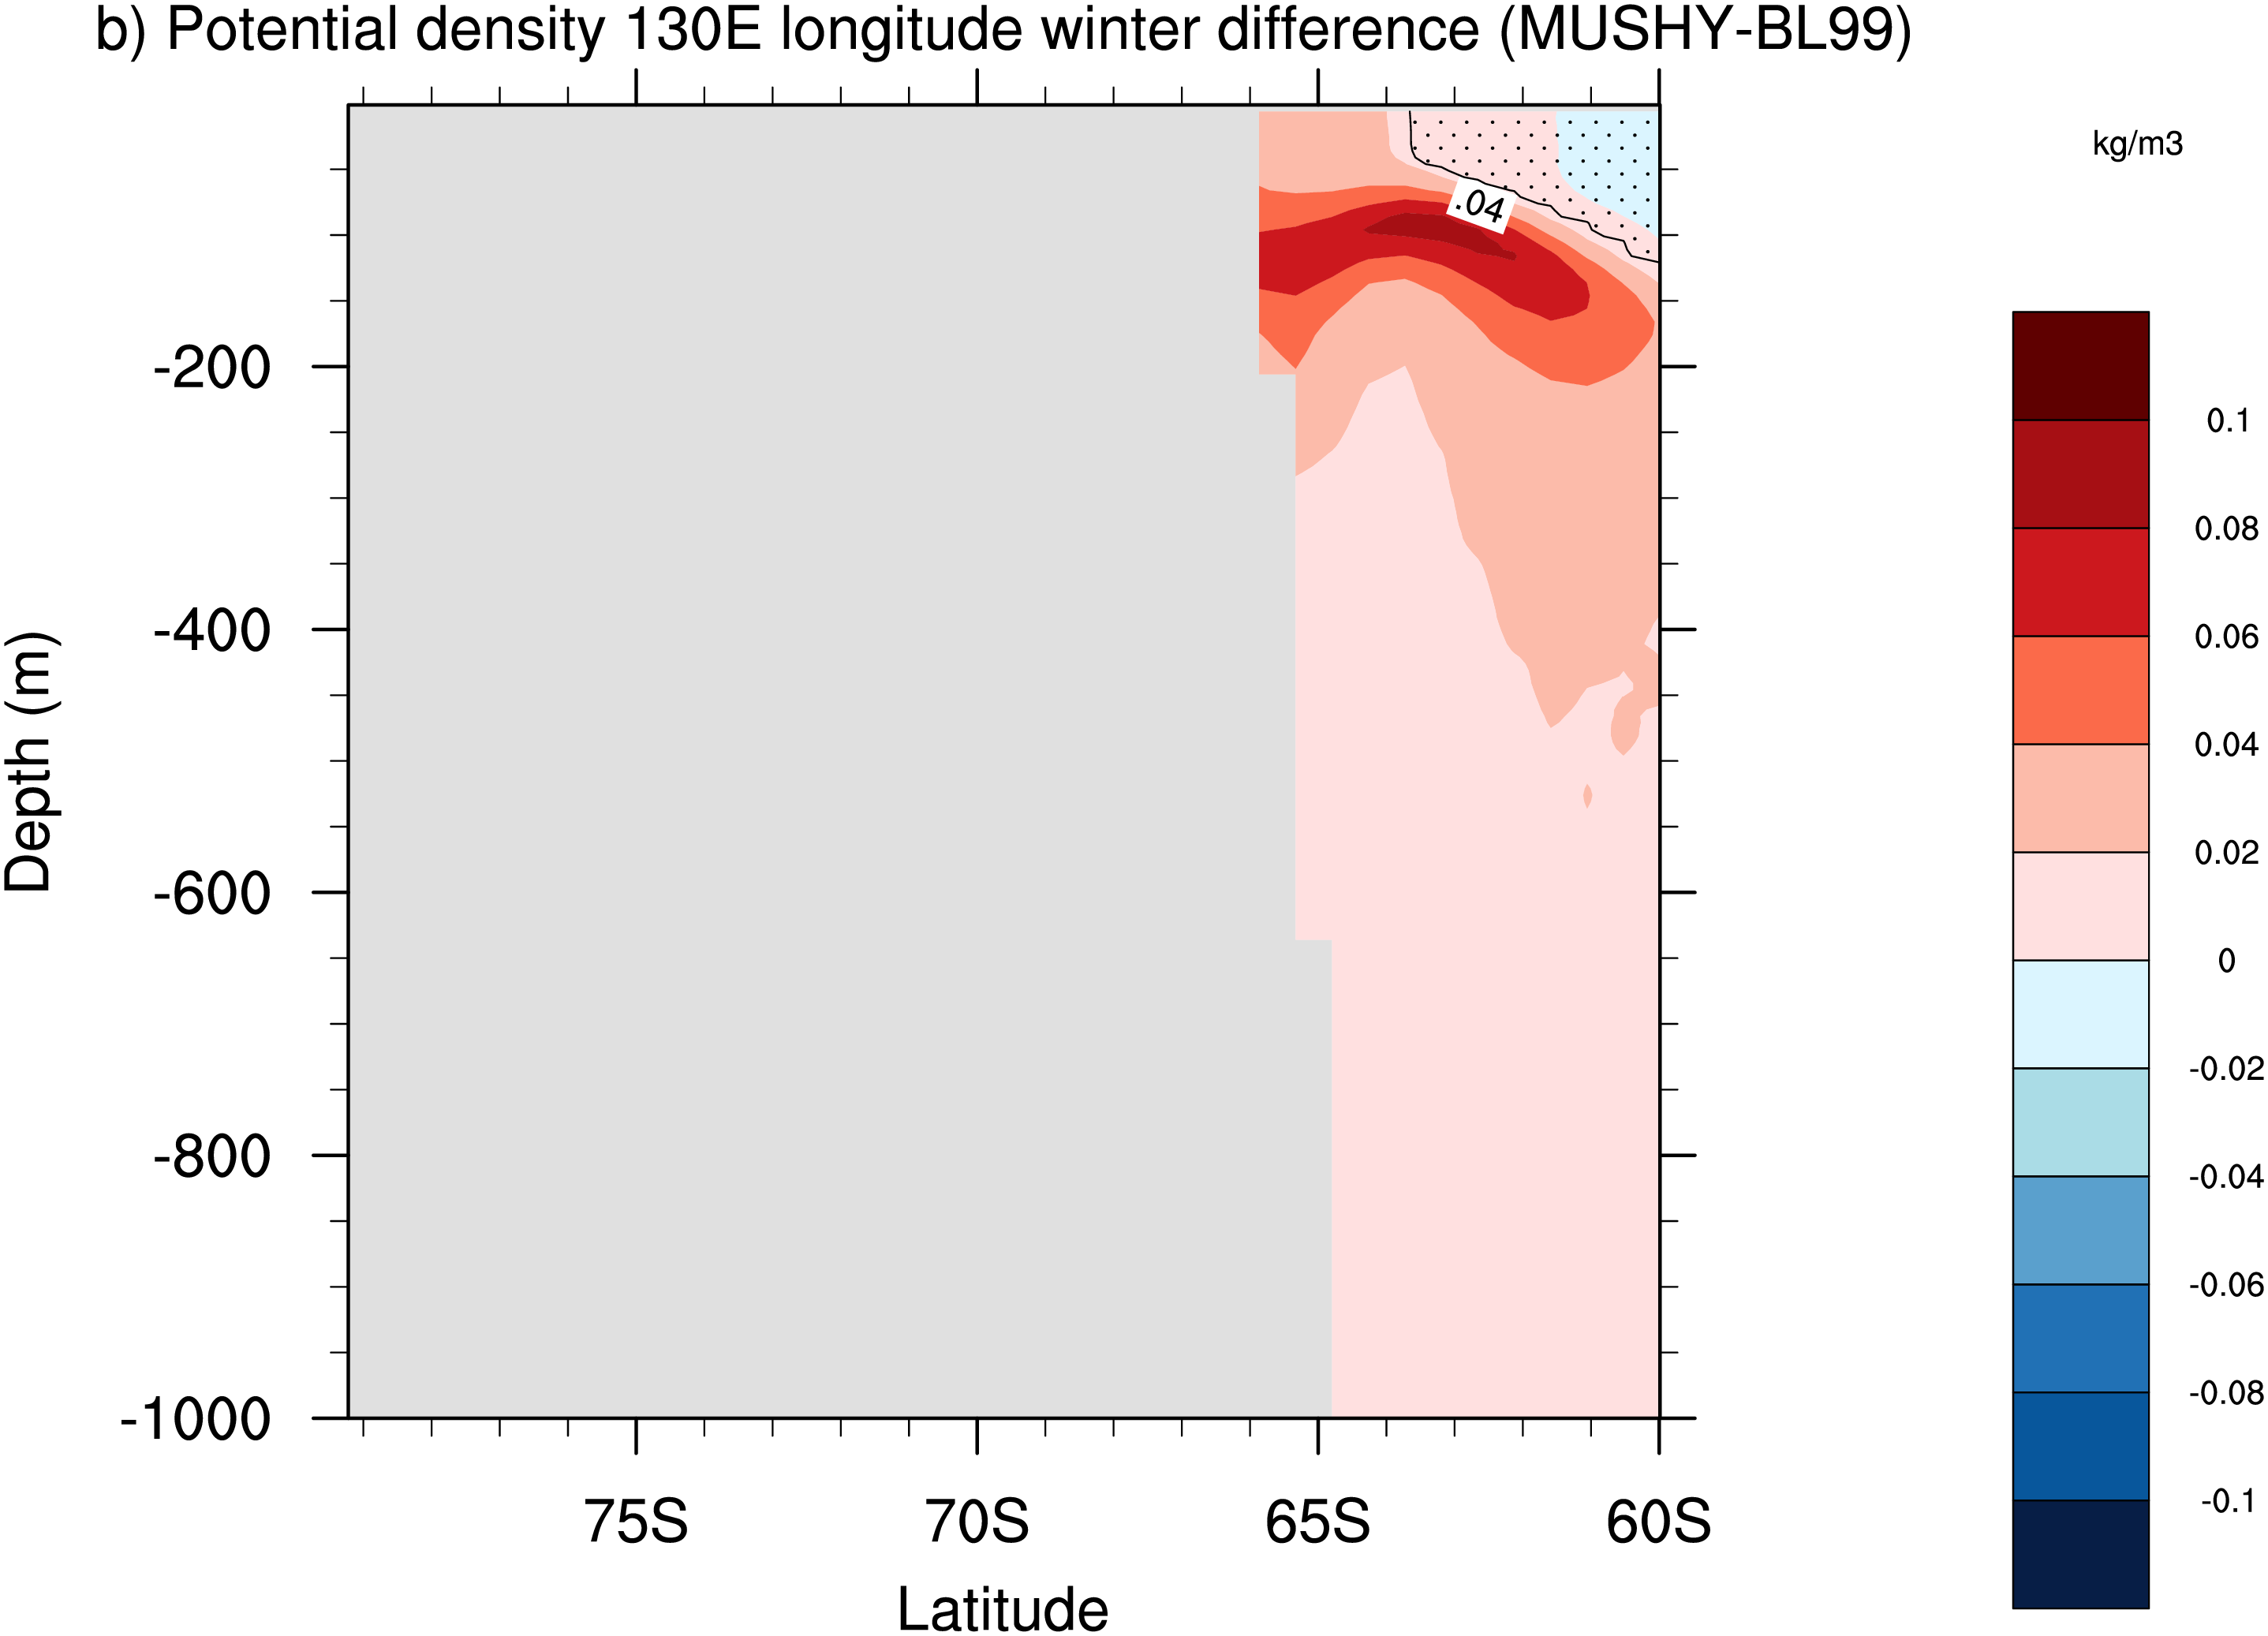 b) Potential density 130E longitude winter difference (MUSHY-BL99)
kg/m3
.04
Depth (m)
-200
-400
-600
-800
-1000
75S
70S
65S
60S
Latitude
0.1
0.08
0.06
0.04
0.02
0
-0.02
-0.04
-0.06
-0.08
-0.1